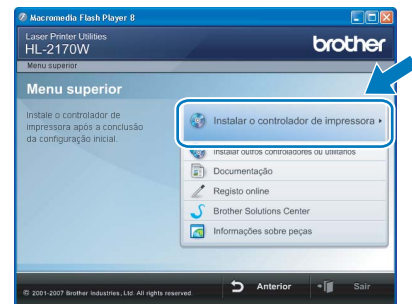 Macromedia Flash Player 8
Laser Printer Utilities
HL-2170W
brother
Menu superior
Menu superior
Instale o controlador de
impressora após a conclusão
da configuração inicial.
Instalar o controlador de impressora
Instalar outros controladores ou utilitários
Documentação
Registo online
Brother Solutions Center
Informações sobre peças
© 2001-2007 Brother Industries, Ltd. All rights reserved.
Anterior
Sair